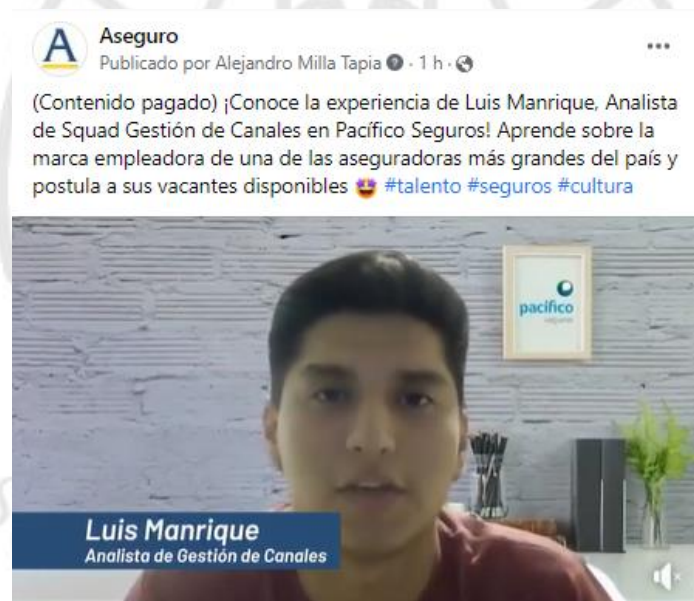 Aseguro
Publicado por Alejandro Milla Tapia · 1 h ·
(Contenido pagado) ¡Conoce la experiencia de Luis Manrique, Analista
de Squad Gestión de Canales en Pacífico Seguros! Aprende sobre la
marca empleadora de una de las aseguradoras más grandes del país y
postula a sus vacantes disponibles 🤩 #talento #seguros #cultura
pacífico
seguros
Luis Manrique
Analista de Gestión de Canales